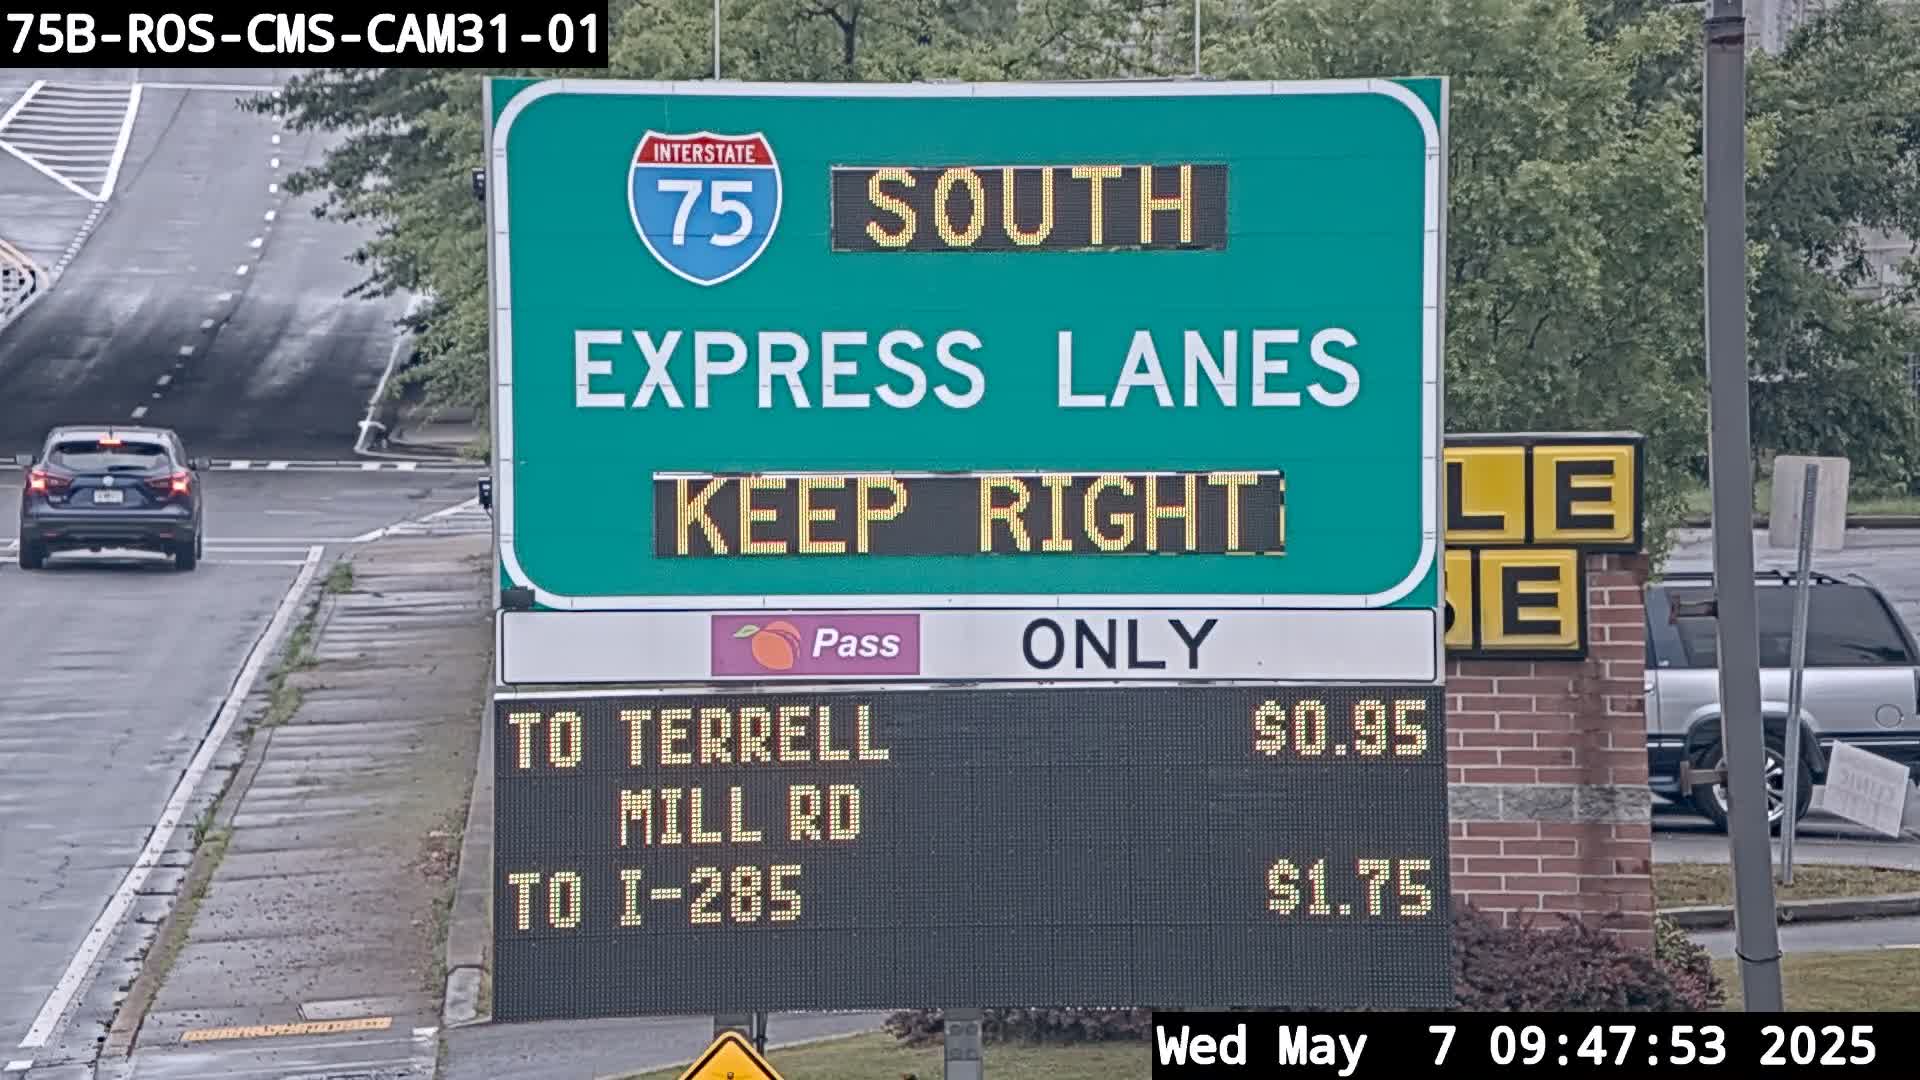 75B-ROS-CMS-CAM31-01
INTERSTATE
75
SOUTH
EXPRESS LANES
KEEP RIGHT
Pass ONLY
TO TERRELL $0.95
MILL RD
TO I-285 $1.75
LE
E
Wed May 7 09:47:53 2025